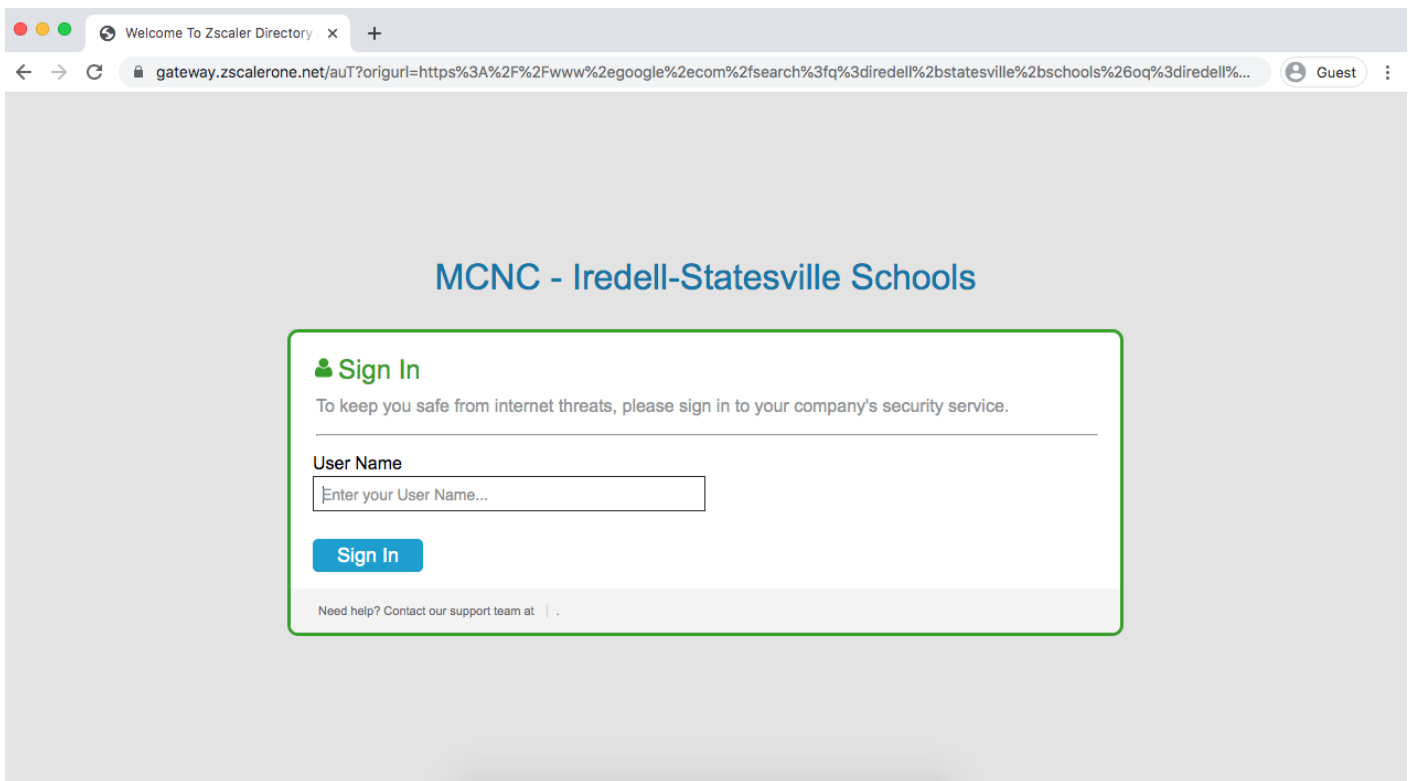 Welcome To Zscaler Directory
gateway.zscalerone.net/auT?origurl=https%3A%2F%2Fwww%2egoogle%2ecom%2fsearch%3fq%3diredell%2bstatesville%2bschools%26oq%3diredell%...
Guest
MCNC - Iredell-Statesville Schools
Sign In
To keep you safe from internet threats, please sign in to your company's security service.
User Name
Enter your User Name...
Sign In
Need help? Contact our support team at | .